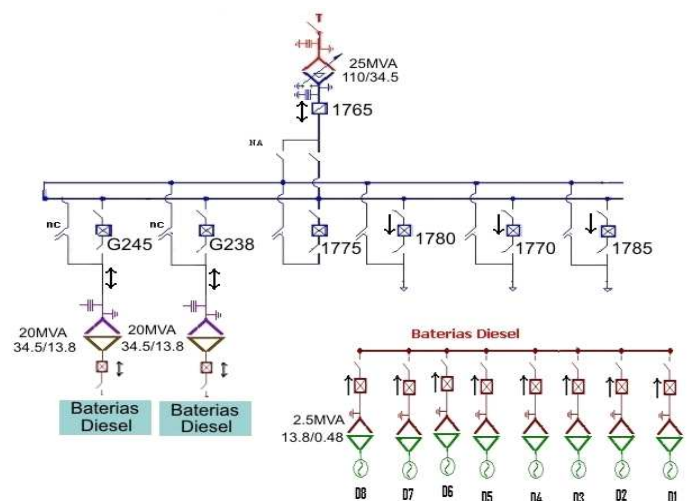 T
25MVA
110/34.5
1765
NA
nc
nc
G245
G238
1775
1780
1770
1785
20MVA
34.5/13.8
20MVA
34.5/13.8
Baterias
Diesel
Baterias
Diesel
Baterias Diesel
2.5MVA
13.8/0.48
D8 D7 D6 D5 D4 D3 D2 D1